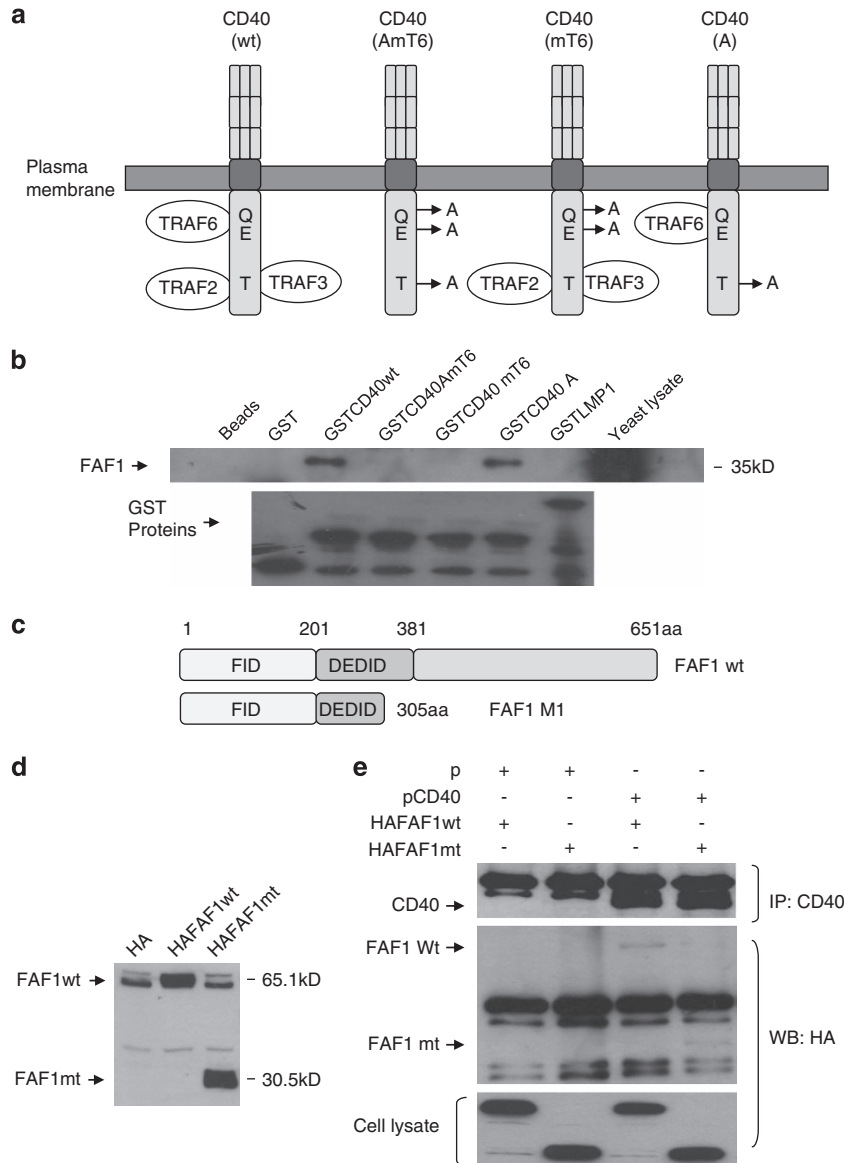 a
CD40 (wt)
CD40 (AmT6)
CD40 (mT6)
CD40 (A)
Plasma membrane
TRAF6
Q
E
T
TRAF2
TRAF3
Q → A
E → A
T → A
Q → A
E → A
T
TRAF2
TRAF3
TRAF6
Q
E
T → A
b
Beads
GST
GSTCD40wt
GSTCD40AmT6
GSTCD40 mT6
GSTCD40 A
GSTLMP1
Yeast lysate
FAF1
- 35kD
GST Proteins
c
1 201 381 651aa
FID DEDID FAF1 wt
FID DEDID 305aa FAF1 M1
d
HA
HAFAF1wt
HAFAF1mt
FAF1wt - 65.1kD
FAF1mt - 30.5kD
e
p + + - -
pCD40 - - + +
HAFAF1wt + - + -
HAFAF1mt - + - +
CD40
IP: CD40
FAF1 Wt
FAF1 mt
WB: HA
Cell lysate